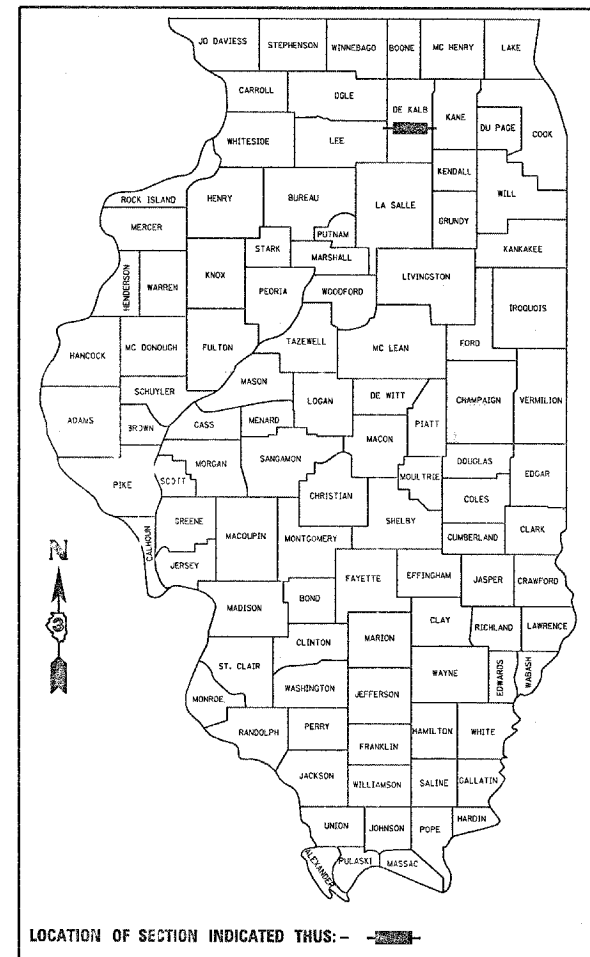 JO DAVIESS STEPHENSON WINNEBAGO BOONE MC HENRY LAKE
CARROLL OGLE DE KALB KANE DU PAGE COOK
WHITESIDE LEE
KENDALL
ROCK ISLAND HENRY BUREAU LA SALLE GRUNDY WILL
MERCER PUTNAM
STARK MARSHALL KANKAKEE
HENDERSON WARREN KNOX PEORIA WOODFORD LIVINGSTON
IROQUOIS
HANCOCK MC DONOUGH FULTON TAZEWELL MC LEAN FORD
MASON
SCHUYLER LOGAN DE WITT CHAMPAIGN VERMILION
ADAMS BROWN CASS MENARD MACON PIATT
MORGAN SANGAMON DOUGLAS
PIKE SCOTT CHRISTIAN MOULTRIE EDGAR
COLES
GREENE SHELBY
CALHOUN MACOUPIN MONTGOMERY CUMBERLAND CLARK
N
JERSEY FAYETTE EFFINGHAM JASPER CRAWFORD
MADISON BOND
CLAY RICHLAND LAWRENCE
CLINTON MARION
ST. CLAIR WAYNE EDWARDS WABASH
WASHINGTON JEFFERSON
MONROE
RANDOLPH PERRY HAMILTON WHITE
FRANKLIN
JACKSON WILLIAMSON SALINE GALLATIN
UNION JOHNSON POPE HARDIN
ALEXANDER PULASKI MASSAC
LOCATION OF SECTION INDICATED THUS: -